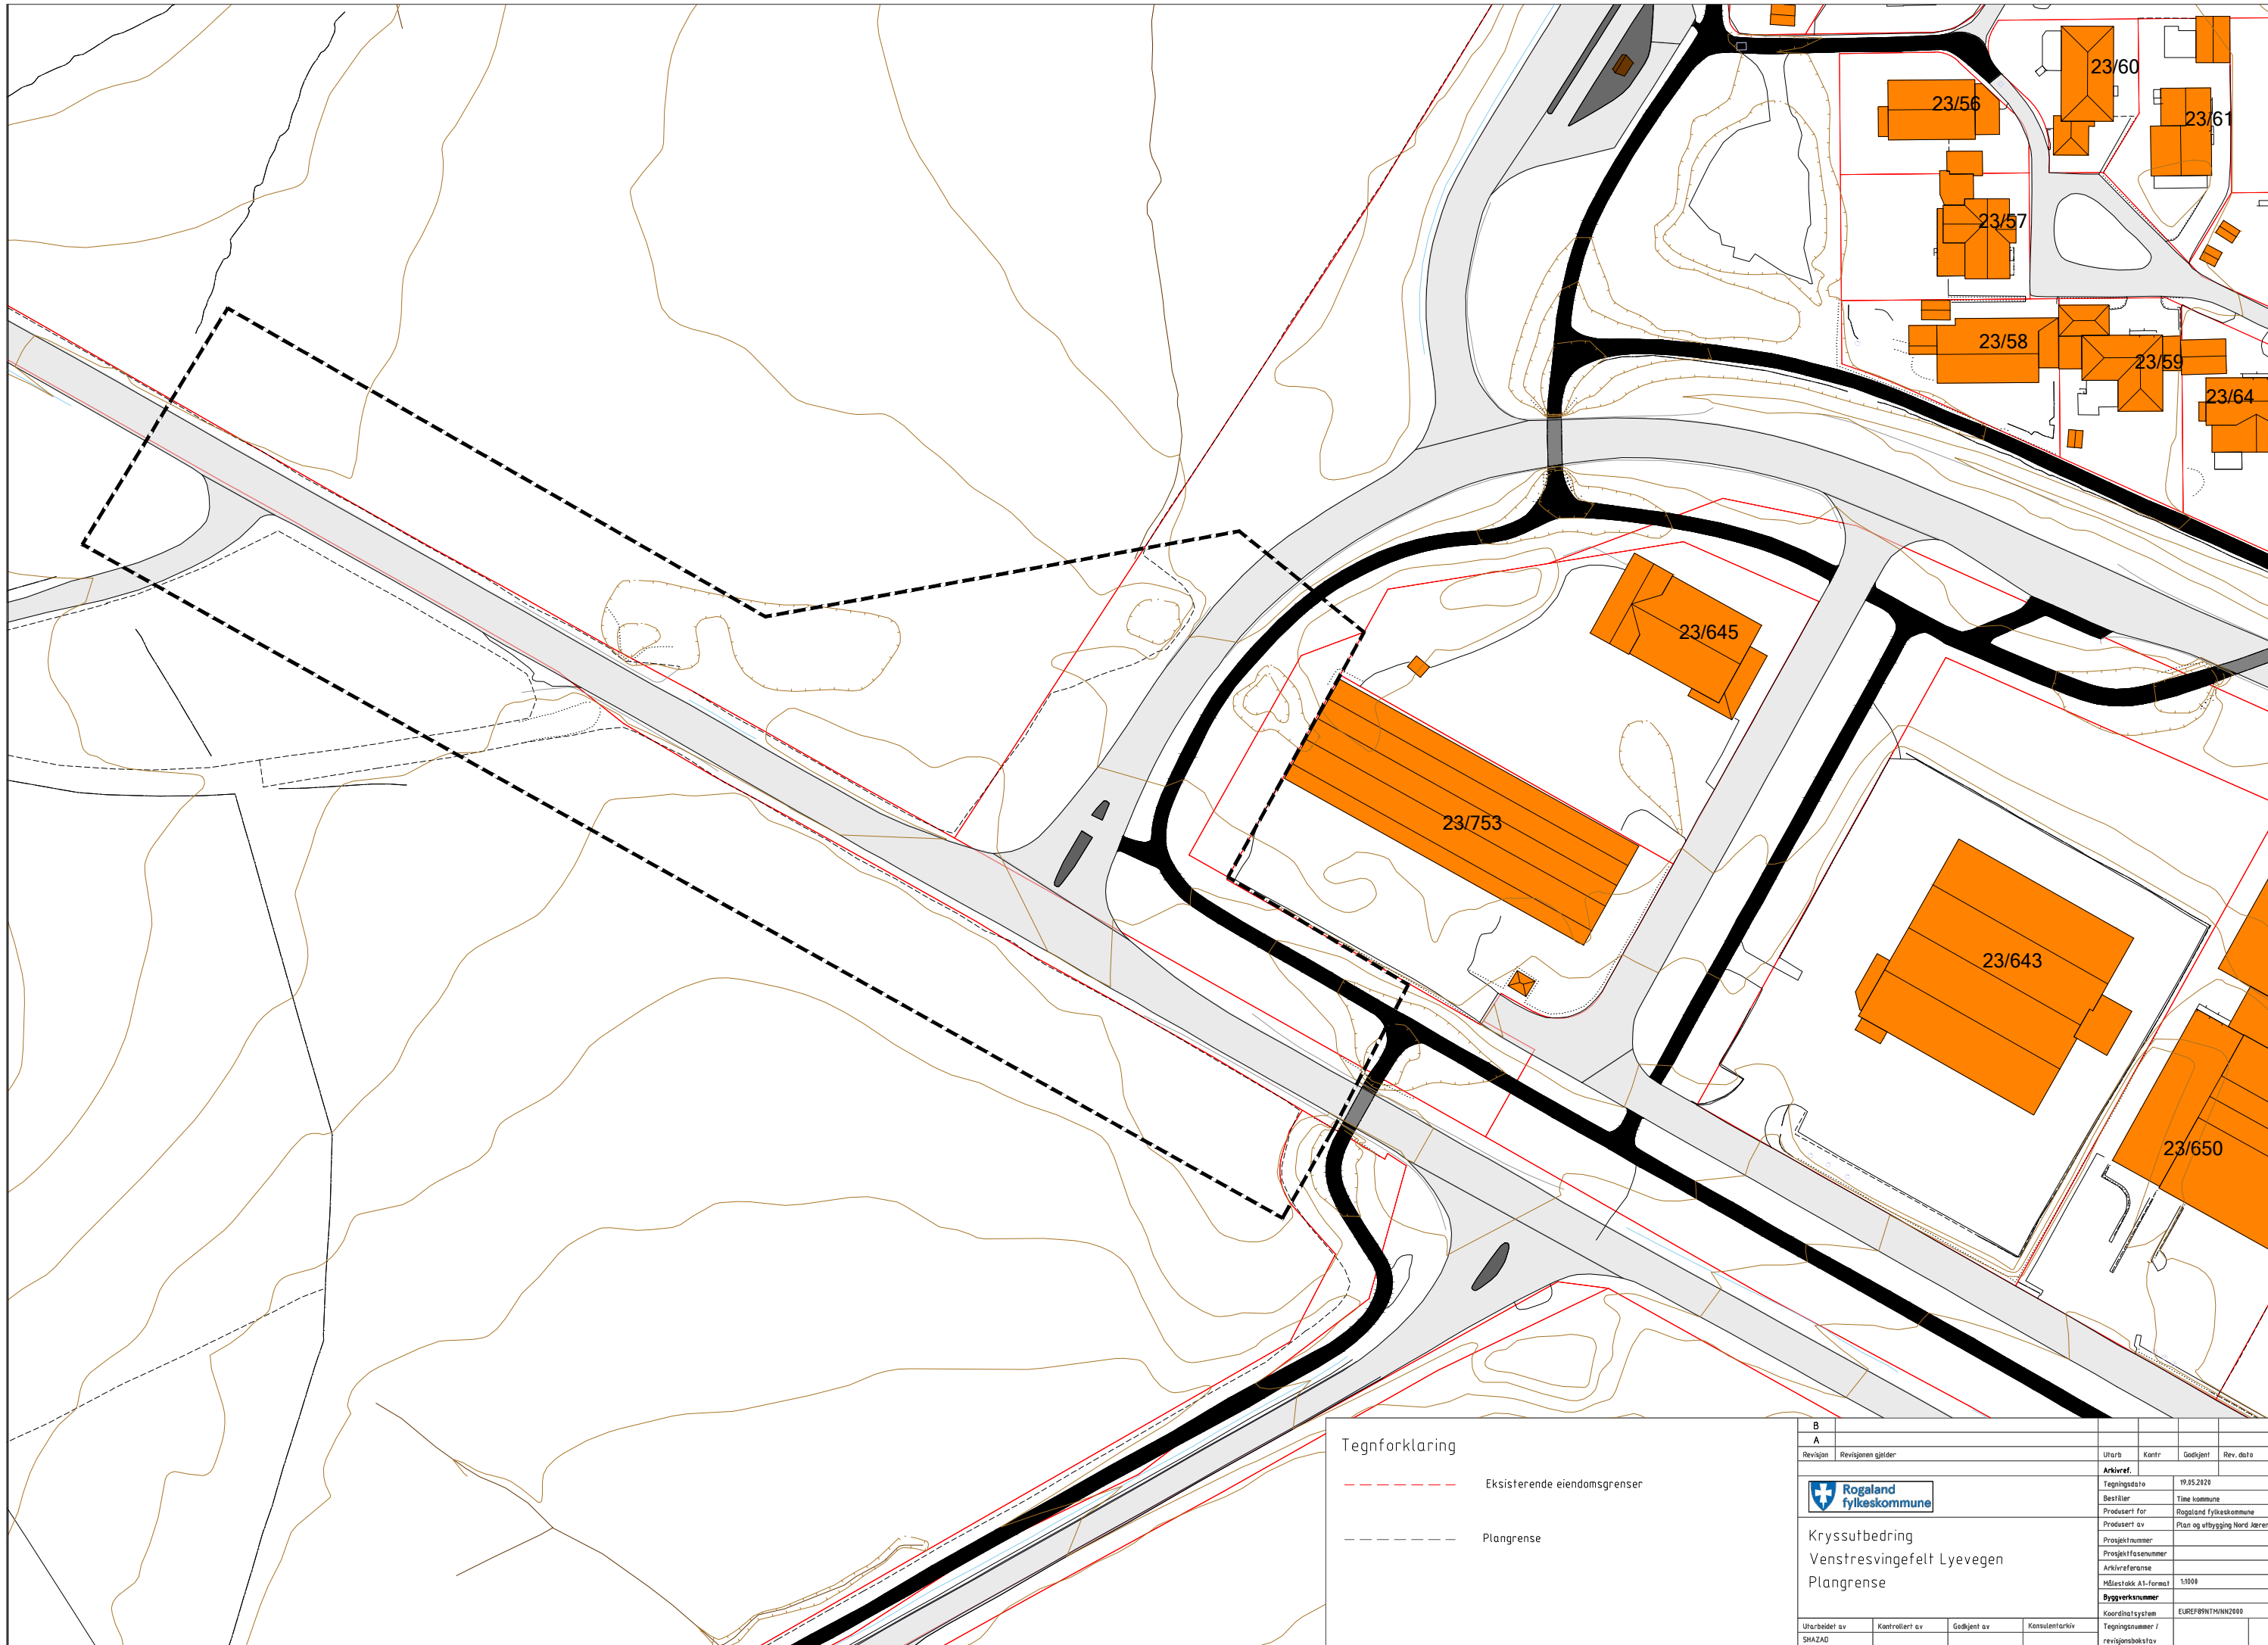 23/60
23/56
23/61
23/57
23/58
23/59
23/64
23/645
23/753
23/643
23/650
Tegnforklaring
Eksisterende eiendomsgrenser
Plangrense
B
A
Revisjon Revisjonen gjelder Utarb Kontr Godkjent Rev. dato
Arkivref.
Rogaland
fylkeskommune
Tegningsdato 19.05.2020
Bestiller Time kommune
Produsert for Rogaland fylkeskommune
Produsert av Plan og utbygging Nord Jæren
Prosjektnummer
Prosjektfasenummer
Arkivreferanse
Målestokk A1-format 1:1000
Byggverksnummer
Koordinatsystem EUREF89NTM/NN2000
Kryssutbedring
Venstresvingefelt Lyevegen
Plangrense
Utarbeidet av Kontrollert av Godkjent av Konsulentarkiv Tegningsnummer /
SHAZAD revisjonsbokstav